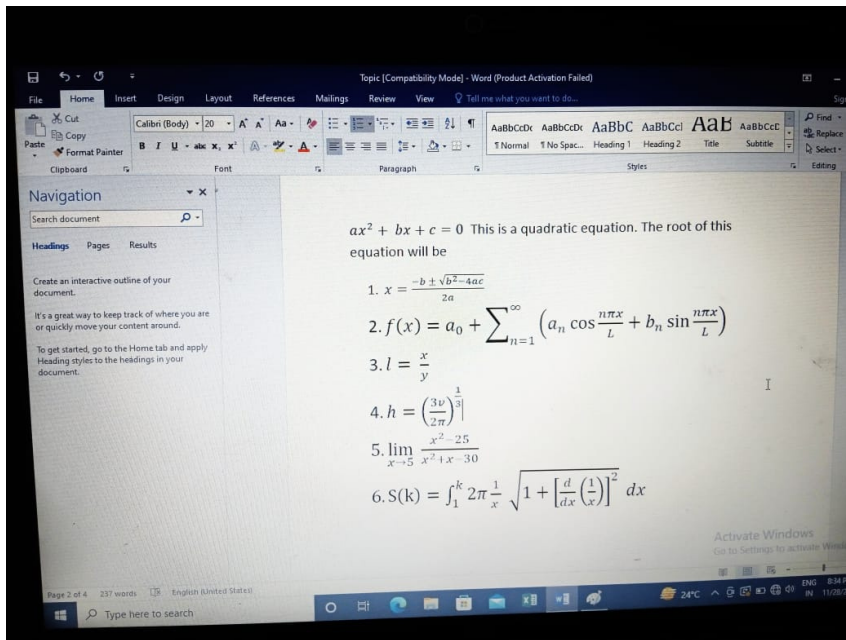 Topic [Compatibility Mode] - Word (Product Activation Failed)
File Home Insert Design Layout References Mailings Review View Tell me what you want to do...
Cut
Copy
Paste
Format Painter
Clipboard
Calibri (Body) 20
Font
Paragraph
AaBbCcDc AaBbCcDc AaBbC AaBbCcI AaB AaBbCcC
¶ Normal ¶ No Spac... Heading 1 Heading 2 Title Subtitle
Styles
Find
Replace
Select
Editing
Navigation
Search document
Headings Pages Results
Create an interactive outline of your
document.
It's a great way to keep track of where you are
or quickly move your content around.
To get started, go to the Home tab and apply
Heading styles to the headings in your
document.
ax² + bx + c = 0 This is a quadratic equation. The root of this
equation will be
1. x = (-b ± √(b²-4ac))/(2a)
2. f(x) = a₀ + ∑_{n=1}^{∞} (aₙ cos nπx/L + bₙ sin nπx/L)
3. l = x/y
4. h = (3v/2π)^(1/3)
5. lim_{x→5} (x²-25)/(x²+x-30)
6. S(k) = ∫₁ᵏ 2π 1/x √(1 + [d/dx (1/x)]²) dx
Activate Windows
Go to Settings to activate
Page 2 of 4 237 words English (United States)
Type here to search
24°C
ENG
IN
8:34
11/28/